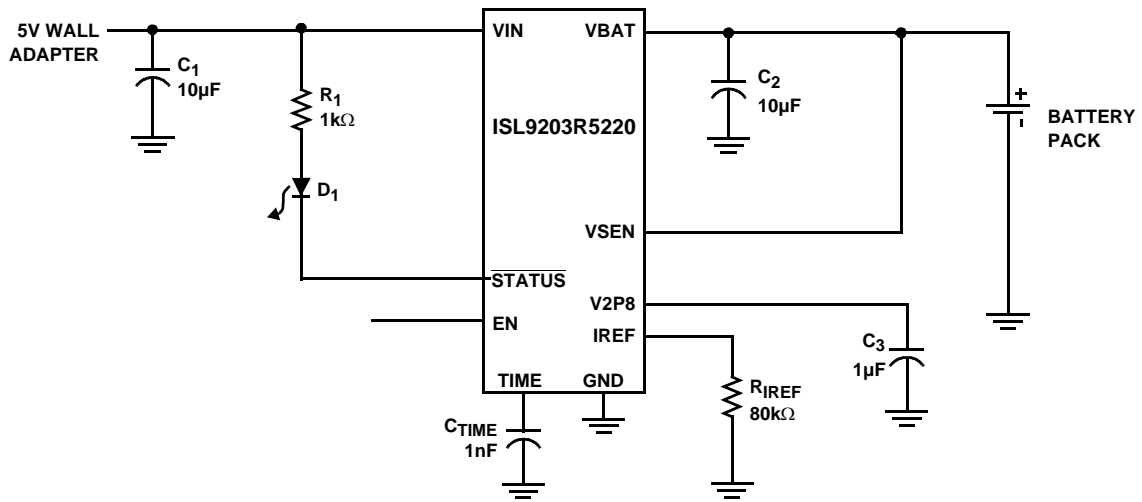 5V WALL
ADAPTER
C1
10µF
R1
1kΩ
D1
VIN
VBAT
ISL9203R5220
VSEN
STATUS
V2P8
EN
IREF
TIME
GND
C2
10µF
+
-
BATTERY
PACK
C3
1µF
RIREF
80kΩ
CTIME
1nF